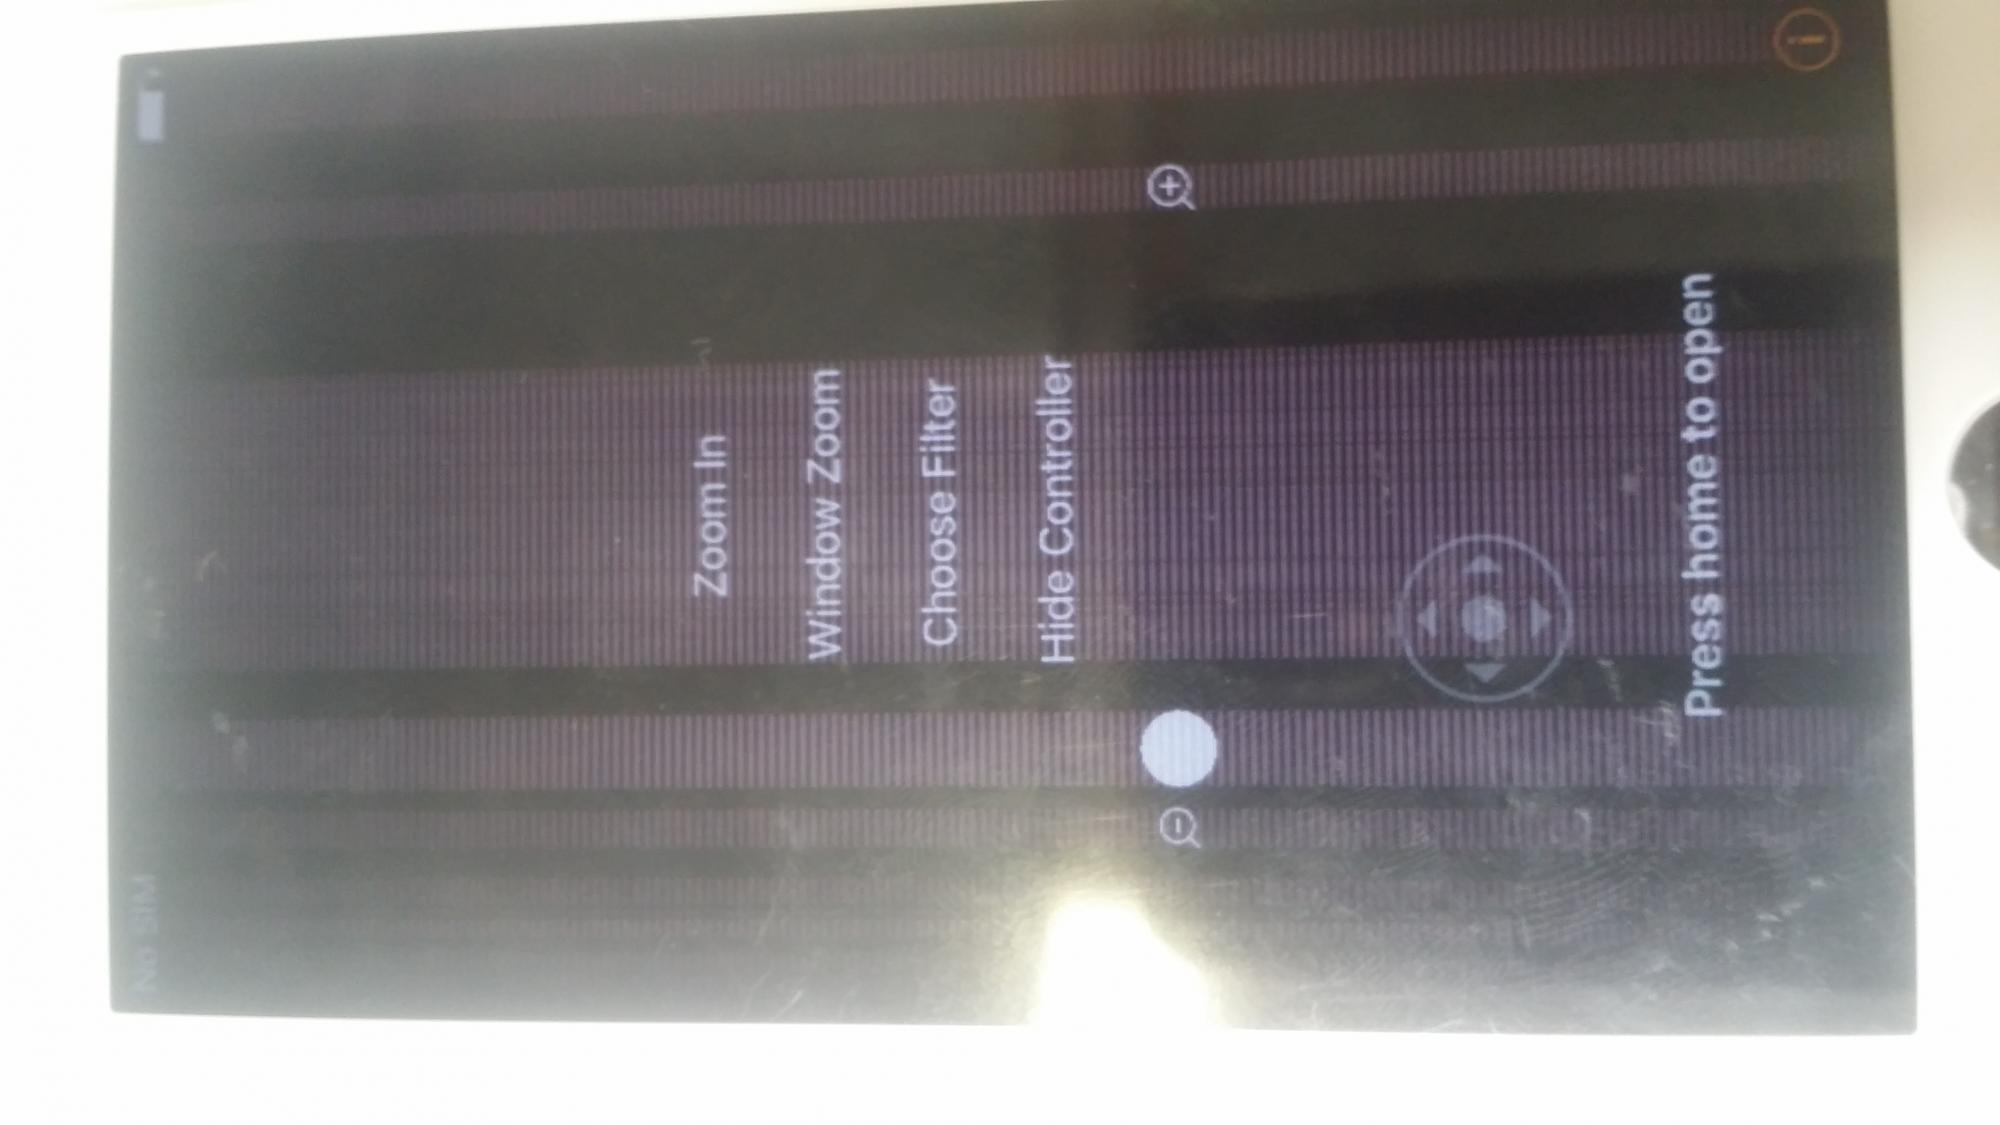 No SIM
Zoom In
Window Zoom
Choose Filter
Hide Controller
Press home to open